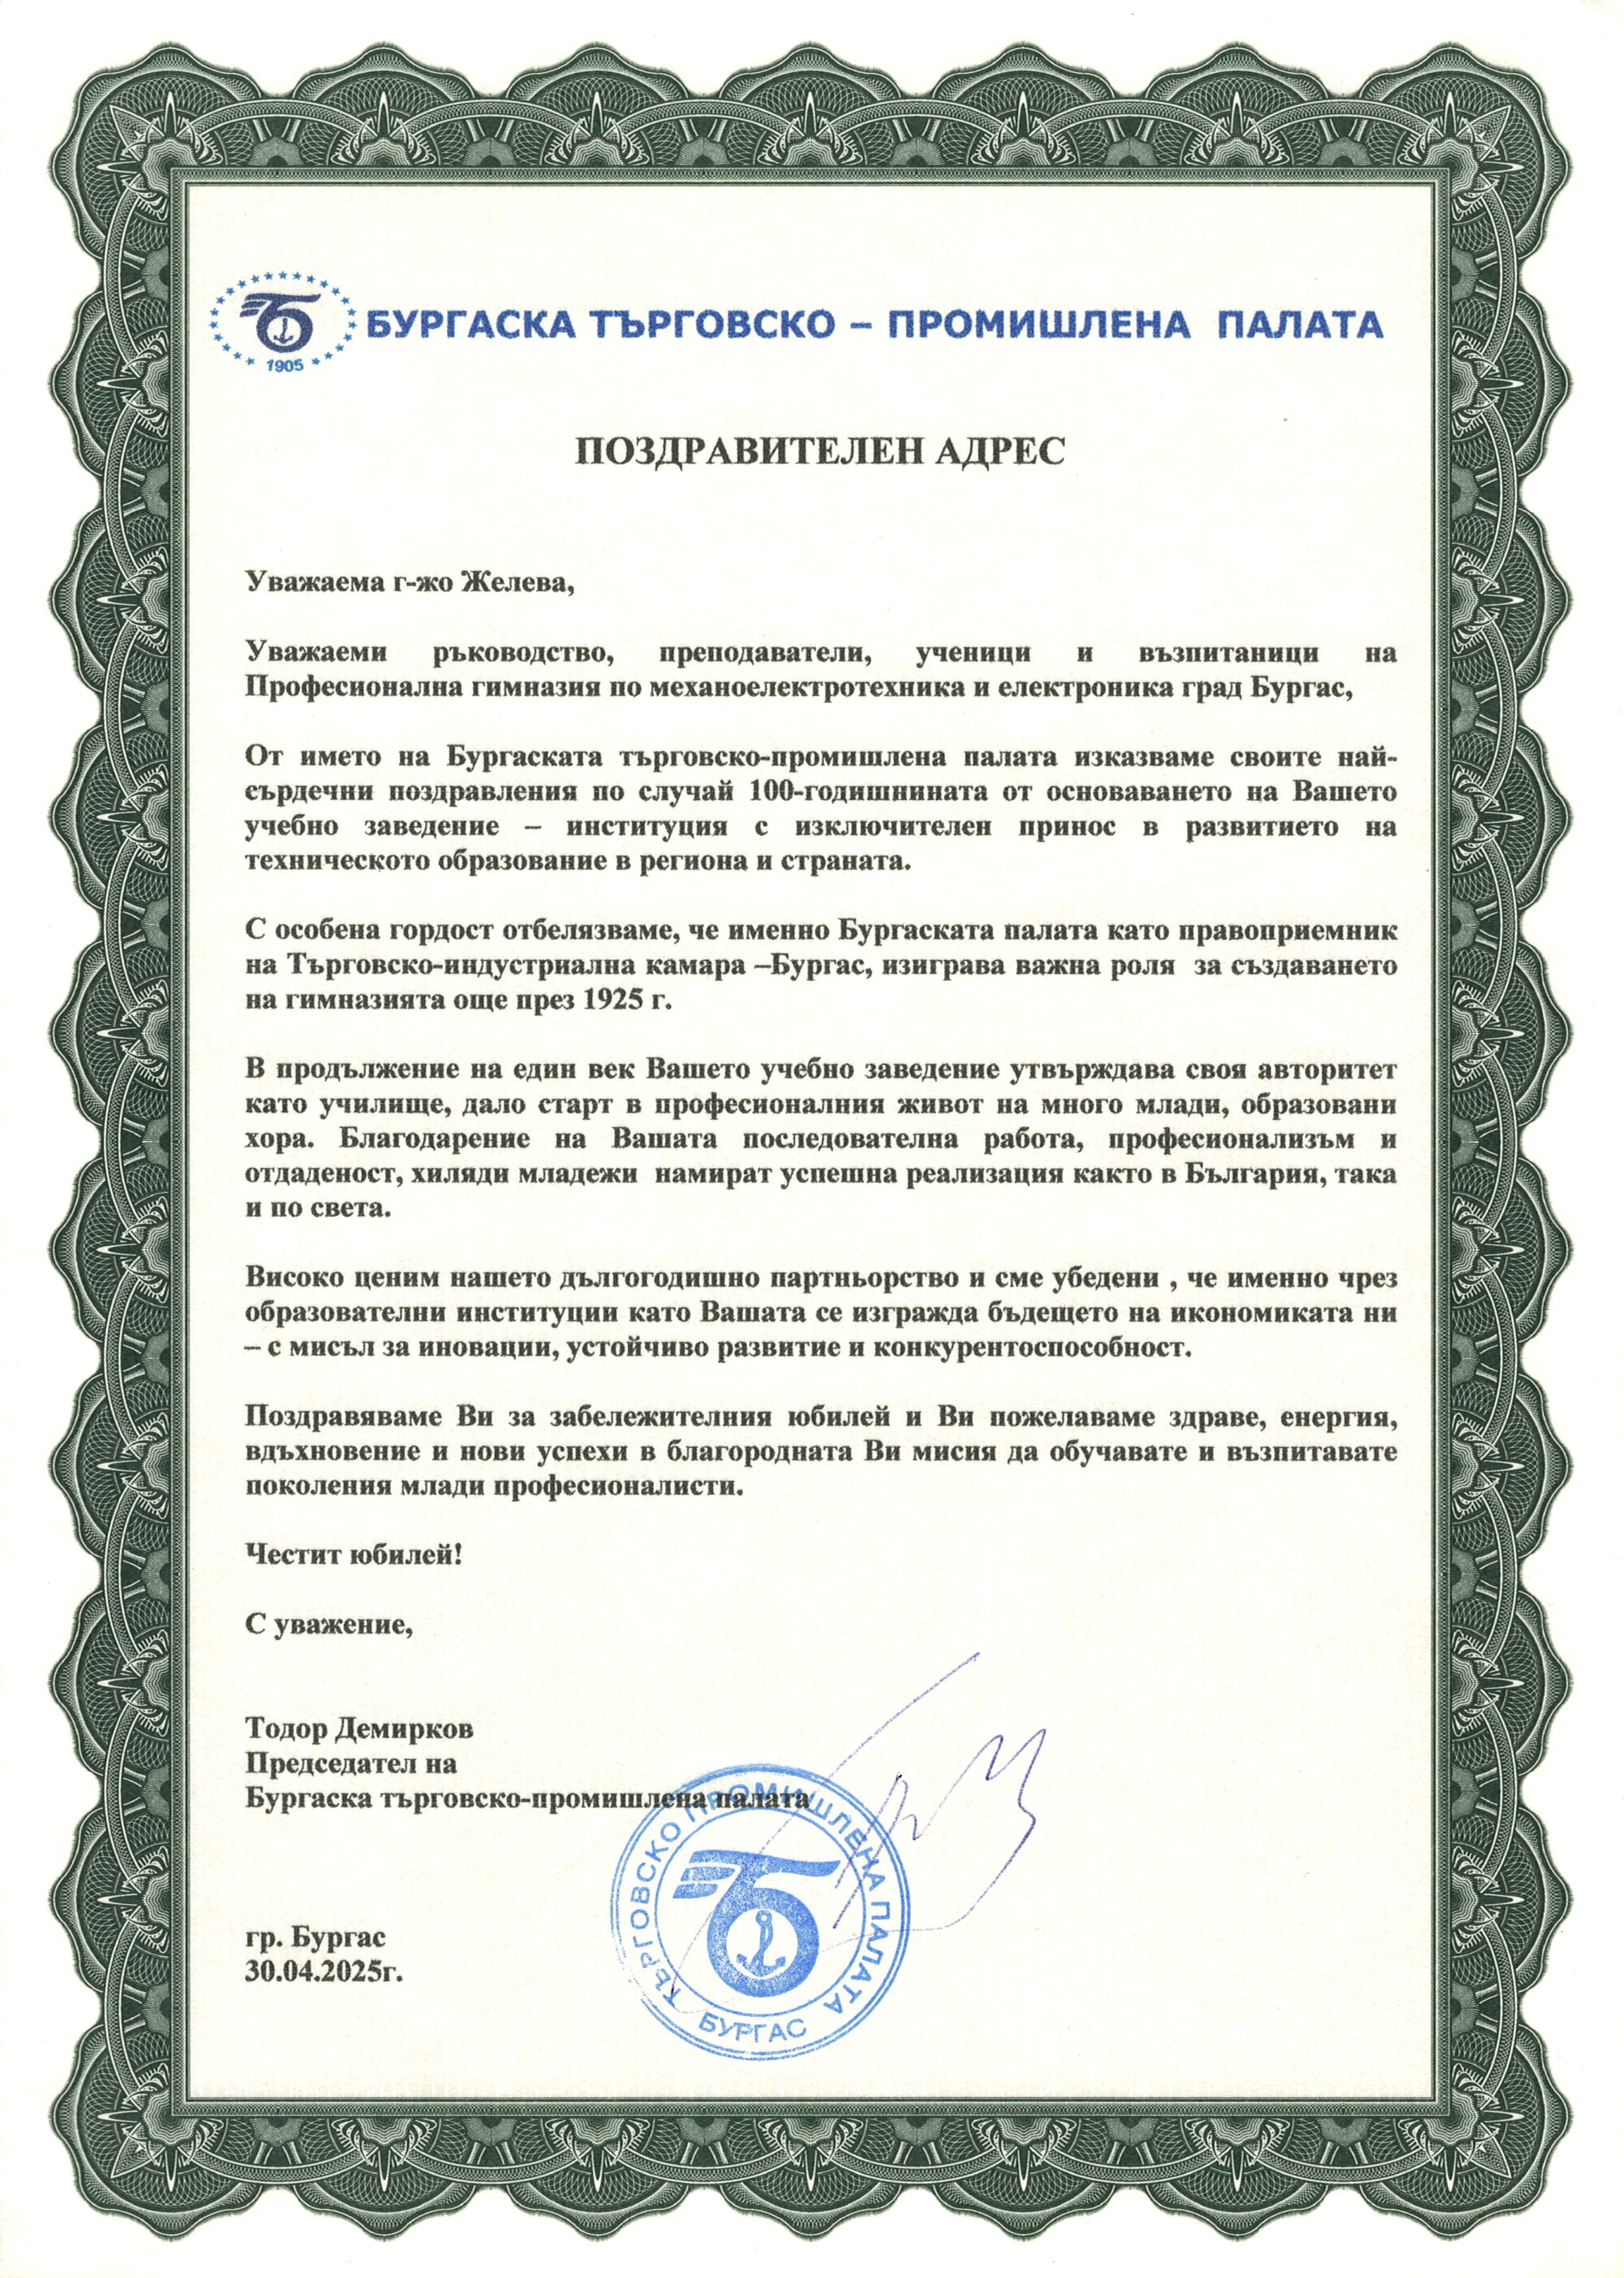 БУРГАСКА ТЪРГОВСКО – ПРОМИШЛЕНА ПАЛАТА
1905
ПОЗДРАВИТЕЛЕН АДРЕС
Уважаема г-жо Желева,
Уважаеми ръководство, преподаватели, ученици и възпитаници на
Професионална гимназия по механоелектротехника и електроника град Бургас,
От името на Бургаската търговско-промишлена палата изказваме своите най-
сърдечни поздравления по случай 100-годишнината от основаването на Вашето
учебно заведение – институция с изключителен принос в развитието на
техническото образование в региона и страната.
С особена гордост отбелязваме, че именно Бургаската палата като правоприемник
на Търговско-индустриална камара –Бургас, изиграва важна роля за създаването
на гимназията още през 1925 г.
В продължение на един век Вашето учебно заведение утвърждава своя авторитет
като училище, дало старт в професионалния живот на много млади, образовани
хора. Благодарение на Вашата последователна работа, професионализъм и
отдаденост, хиляди младежи намират успешна реализация както в България, така
и по света.
Високо ценим нашето дългогодишно партньорство и сме убедени , че именно чрез
образователни институции като Вашата се изгражда бъдещето на икономиката ни
– с мисъл за иновации, устойчиво развитие и конкурентоспособност.
Поздравяваме Ви за забележителния юбилей и Ви пожелаваме здраве, енергия,
вдъхновение и нови успехи в благородната Ви мисия да обучавате и възпитавате
поколения млади професионалисти.
Честит юбилей!
С уважение,
Тодор Демирков
Председател на
Бургаска търговско-промишлена палата
ТЪРГОВСКО ПРОМИШЛЕНА ПАЛАТА
БУРГАС
гр. Бургас
30.04.2025г.